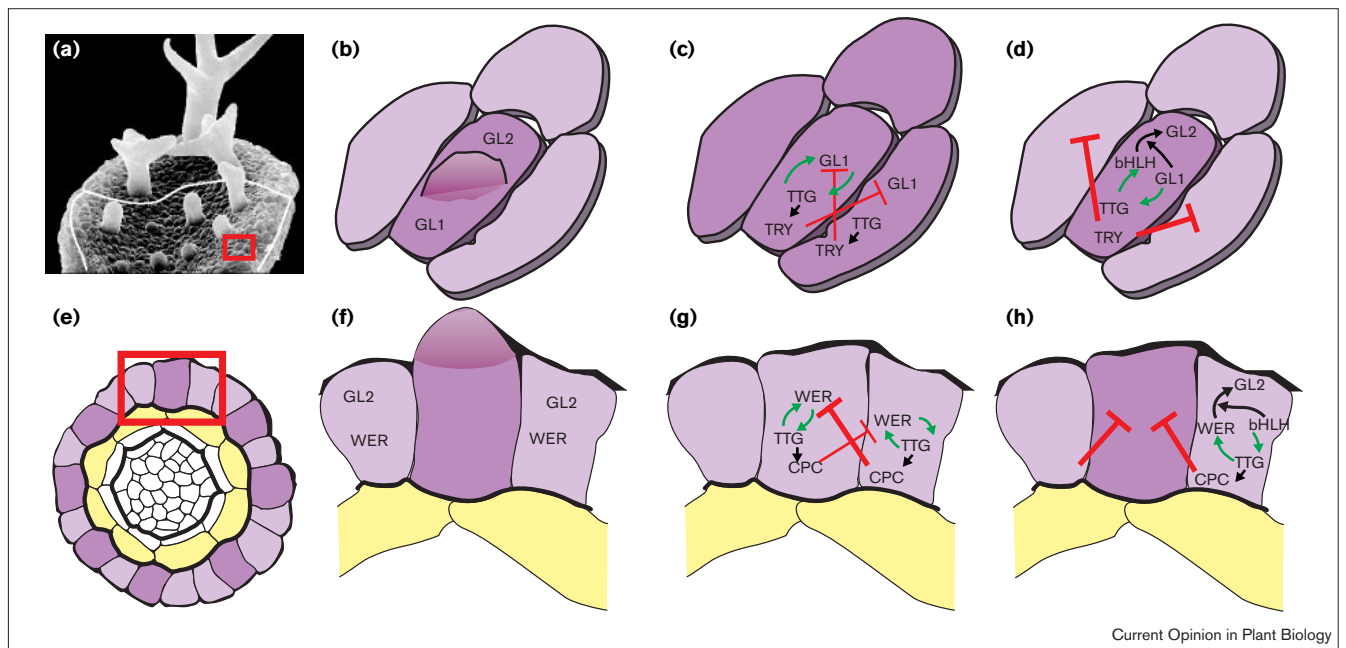 (a)
(b)
GL2
GL1
(c)
GL1
GL1
TTG
TTG
TRY
TRY
(d)
GL2
bHLH
GL1
TTG
TRY
(e)
(f)
GL2
GL2
WER
WER
(g)
WER
WER
TTG
TTG
CPC
CPC
(h)
GL2
WER
bHLH
TTG
CPC
Current Opinion in Plant Biology